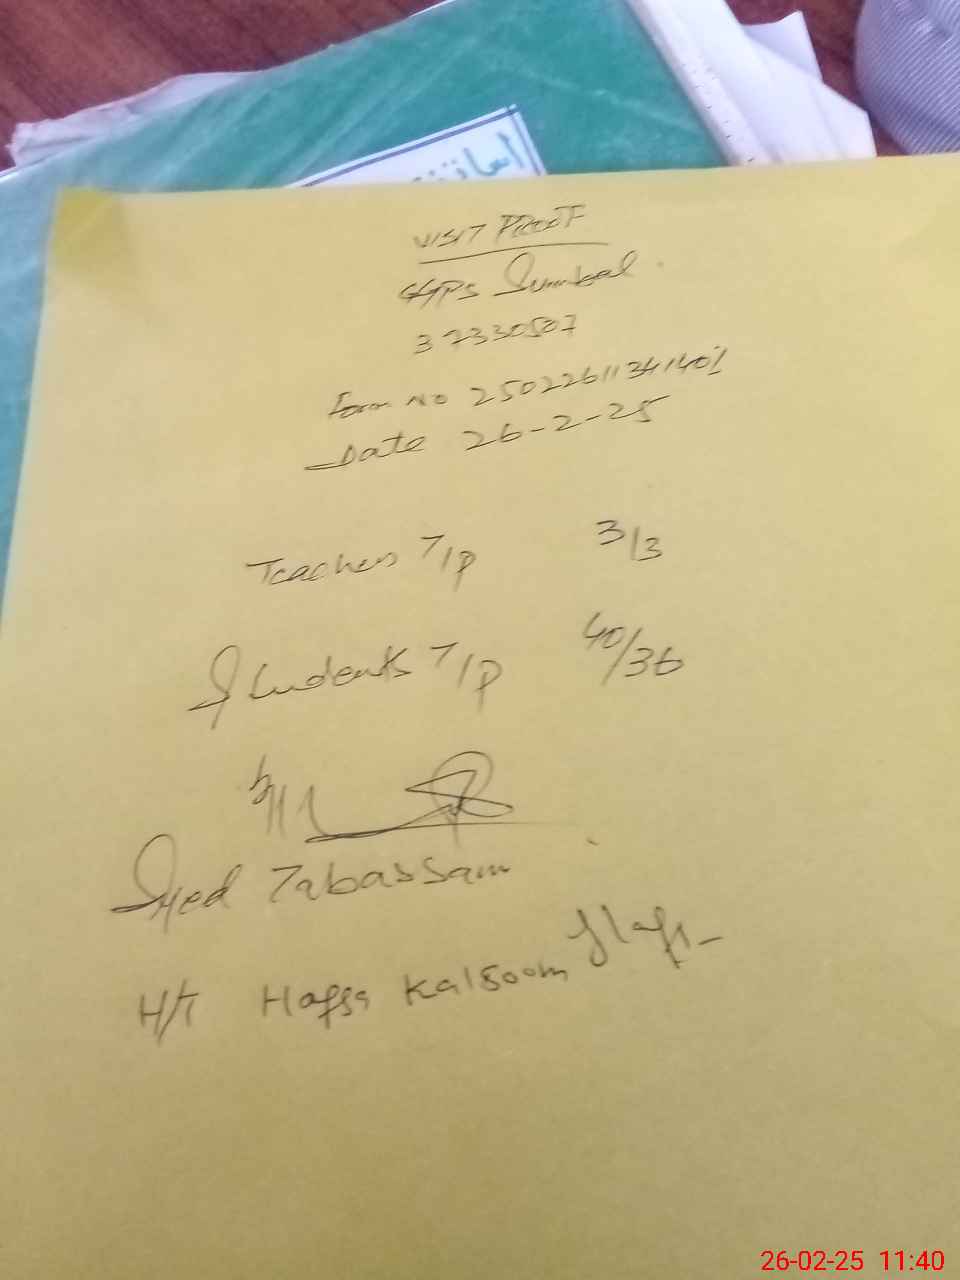 VISIT PROOF
GGPS Sumbal
37330507
Form No 25022611341401
Date 26-2-25
Teachers T/P 3/3
Students T/P 40/36
Syed Tabassam
H/T Hafsa Kalsoom
26-02-25 11:40